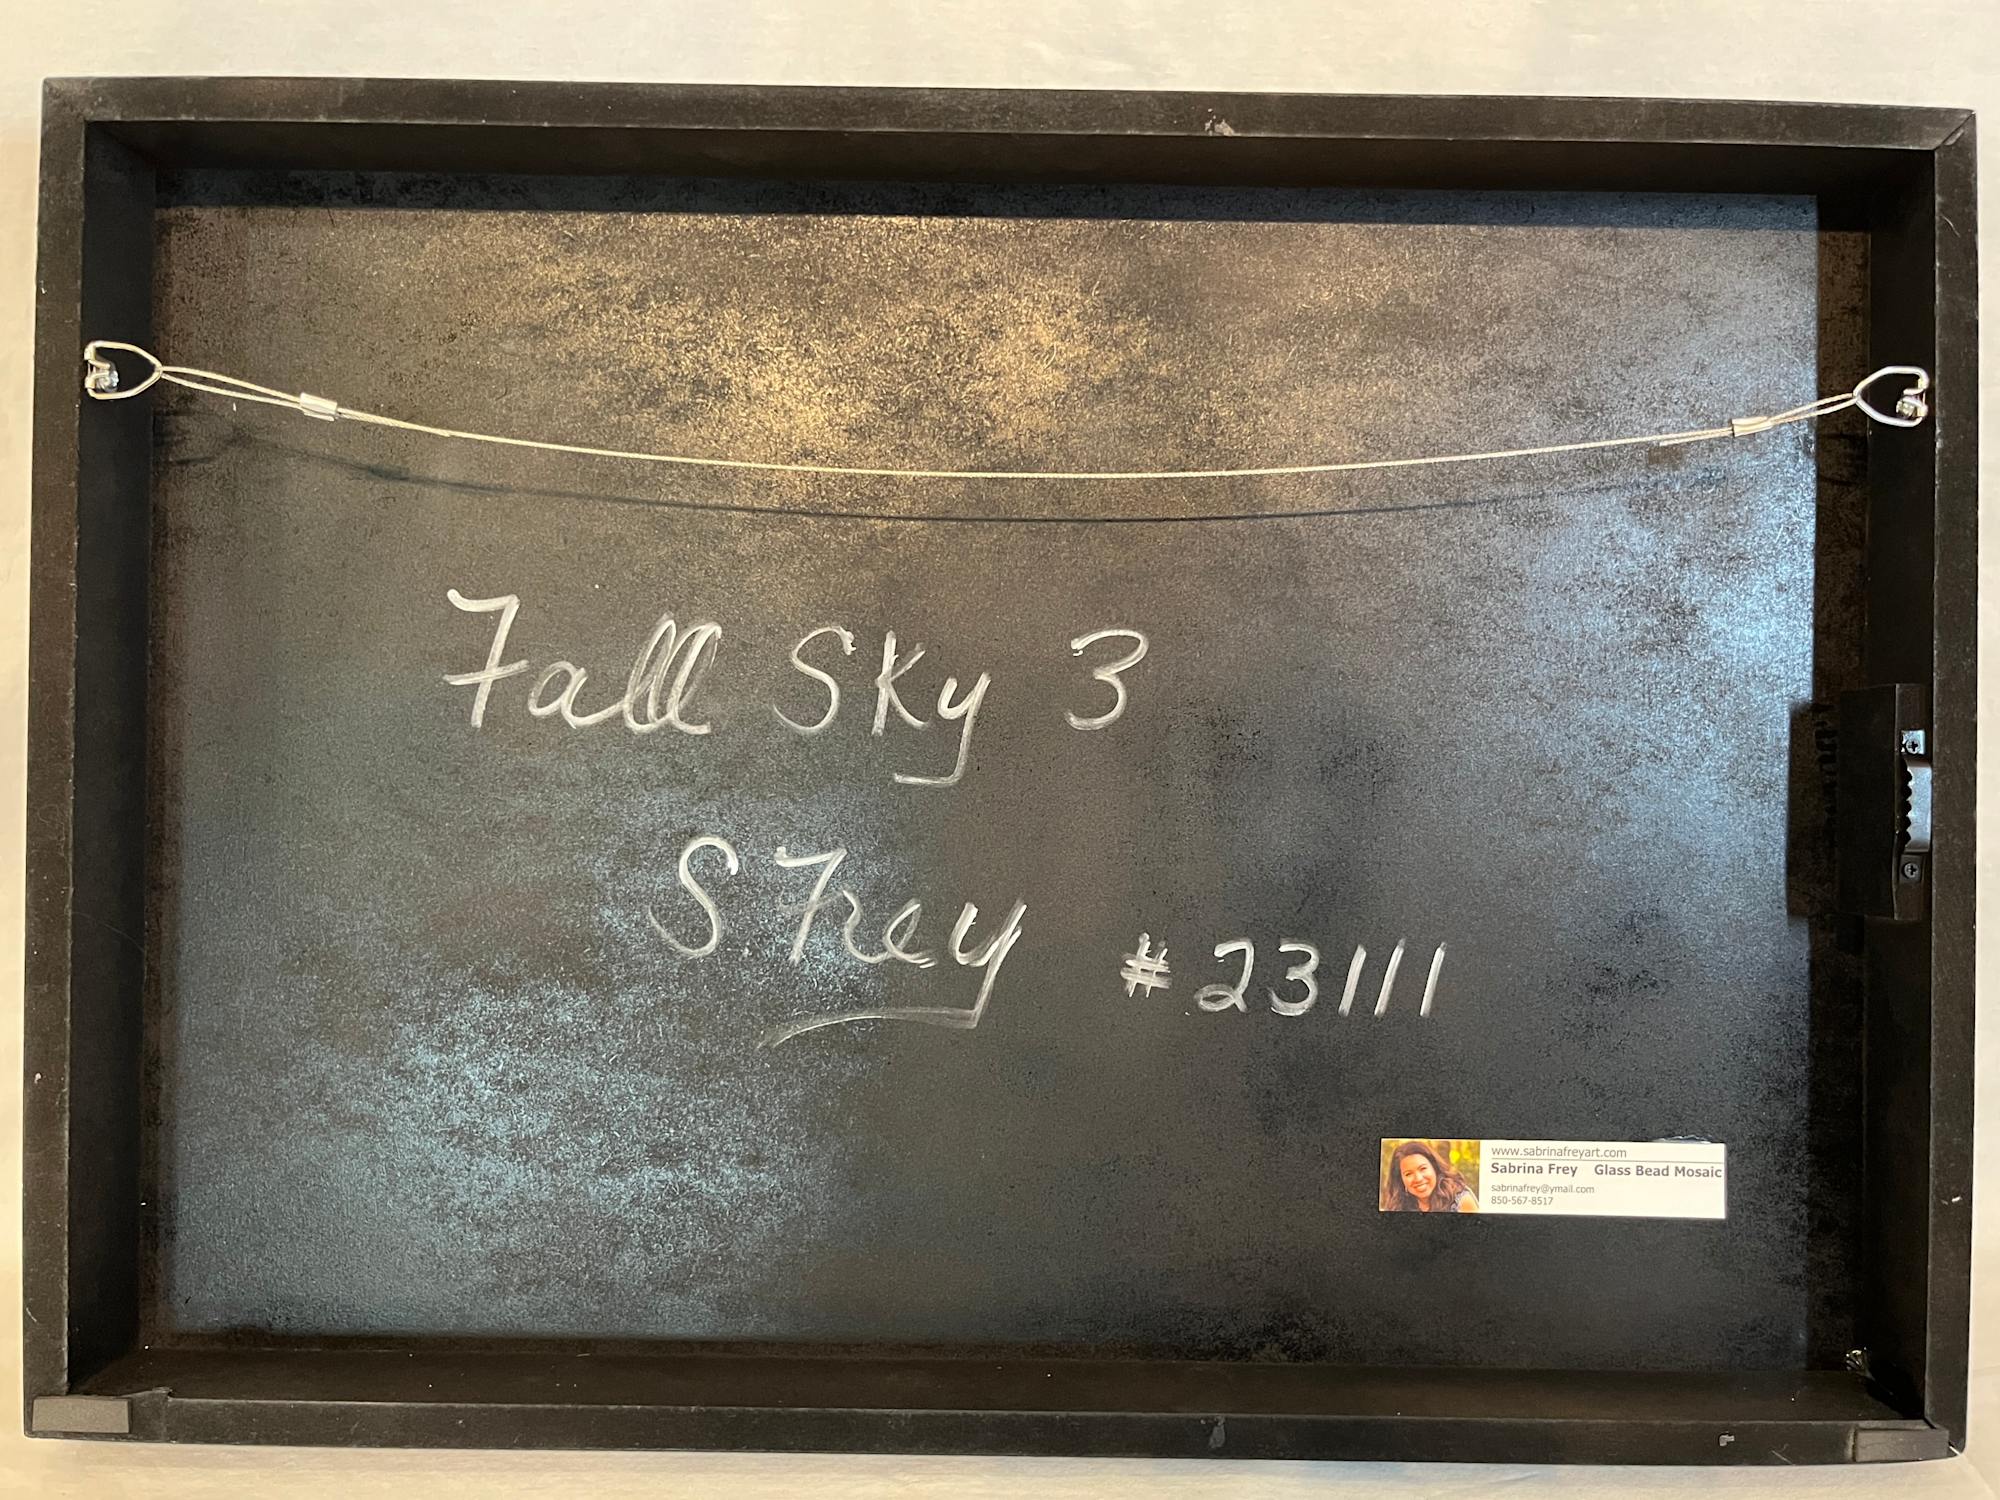 Fall Sky 3
S Frey
#23111
www.sabrinafreyart.com
Sabrina Frey Glass Bead Mosaic
sabrinafrey@ymail.com
850-567-8517